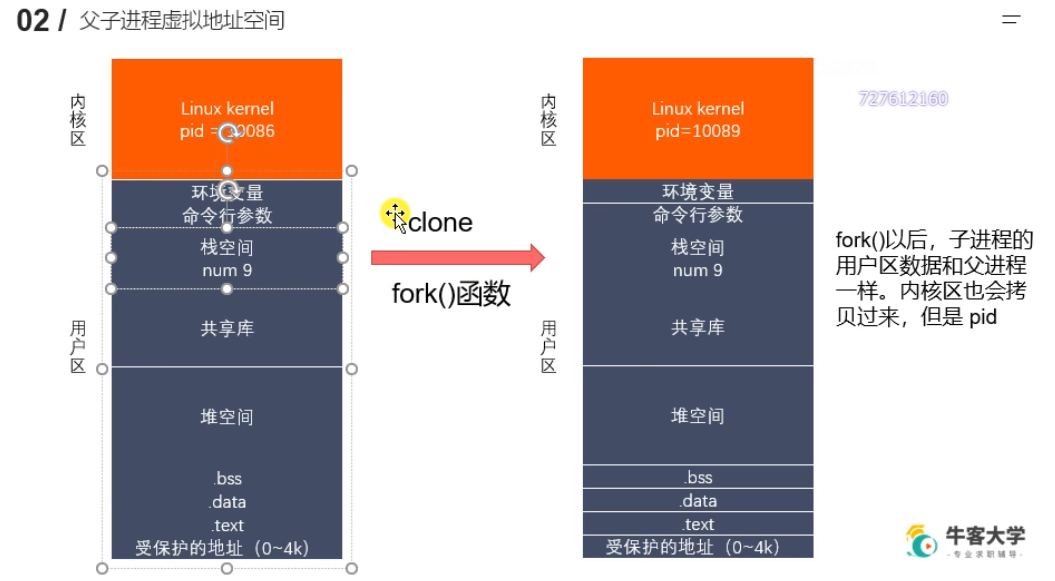 02 / 父子进程虚拟地址空间
内核区
Linux kernel
pid = 10086
用户区
环境变量
命令行参数
栈空间
num 9
共享库
堆空间
.bss
.data
.text
受保护的地址（0~4k）
clone
fork()函数
内核区
Linux kernel
pid=10089
用户区
环境变量
命令行参数
栈空间
num 9
共享库
堆空间
.bss
.data
.text
受保护的地址（0~4k）
727612160
fork()以后，子进程的
用户区数据和父进程
一样。内核区也会拷
贝过来，但是 pid
牛客大学
-专业求职辅导-